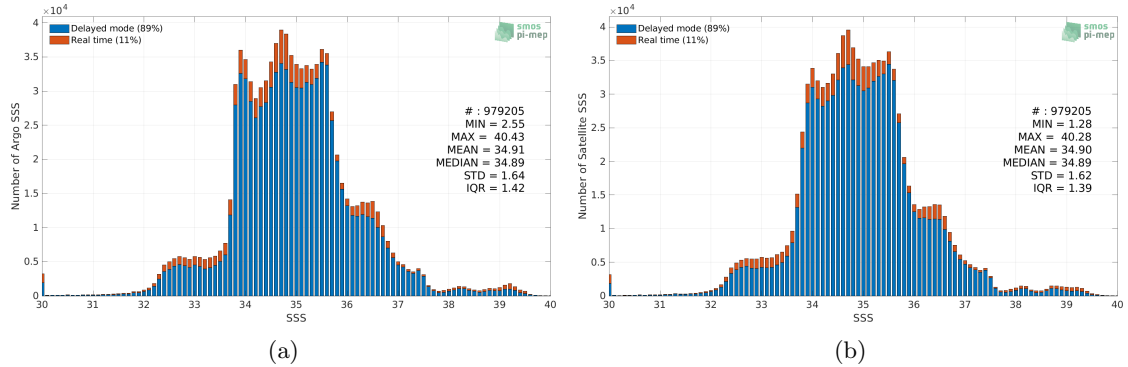 ×10⁴
Delayed mode (89%)
Real time (11%)
smos
pi-mep
# : 979205
MIN = 2.55
MAX = 40.43
MEAN = 34.91
MEDIAN = 34.89
STD = 1.64
IQR = 1.42
Number of Argo SSS
4
3.5
3
2.5
2
1.5
1
0.5
0
30 31 32 33 34 35 36 37 38 39 40
SSS
(a)
×10⁴
Delayed mode (89%)
Real time (11%)
smos
pi-mep
# : 979205
MIN = 1.28
MAX = 40.28
MEAN = 34.90
MEDIAN = 34.89
STD = 1.62
IQR = 1.39
Number of Satellite SSS
4
3.5
3
2.5
2
1.5
1
0.5
0
30 31 32 33 34 35 36 37 38 39 40
SSS
(b)